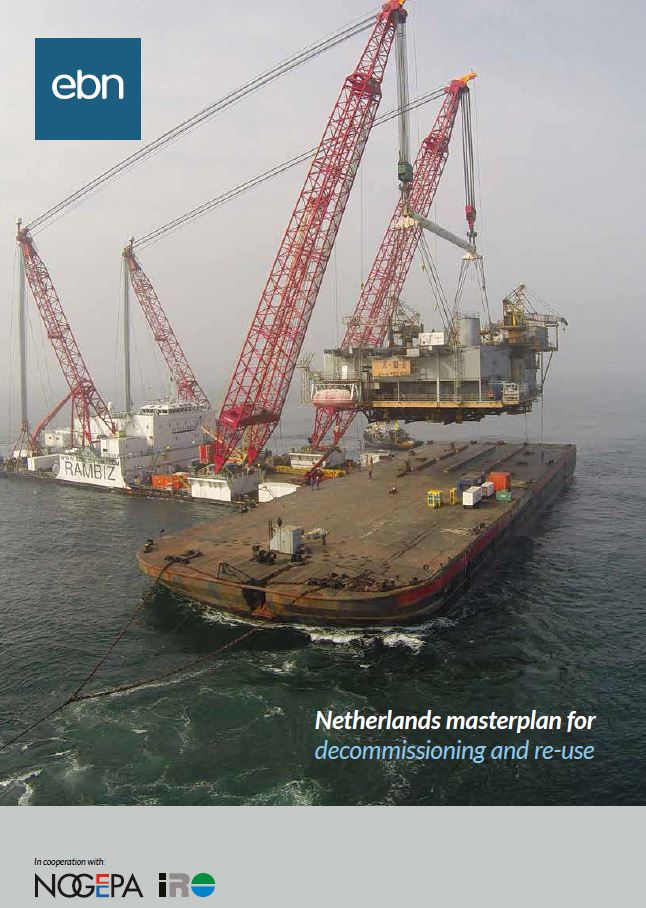 ebn
RAMBIZ
Netherlands masterplan for
decommissioning and re-use
In cooperation with:
NOGEPA iRO